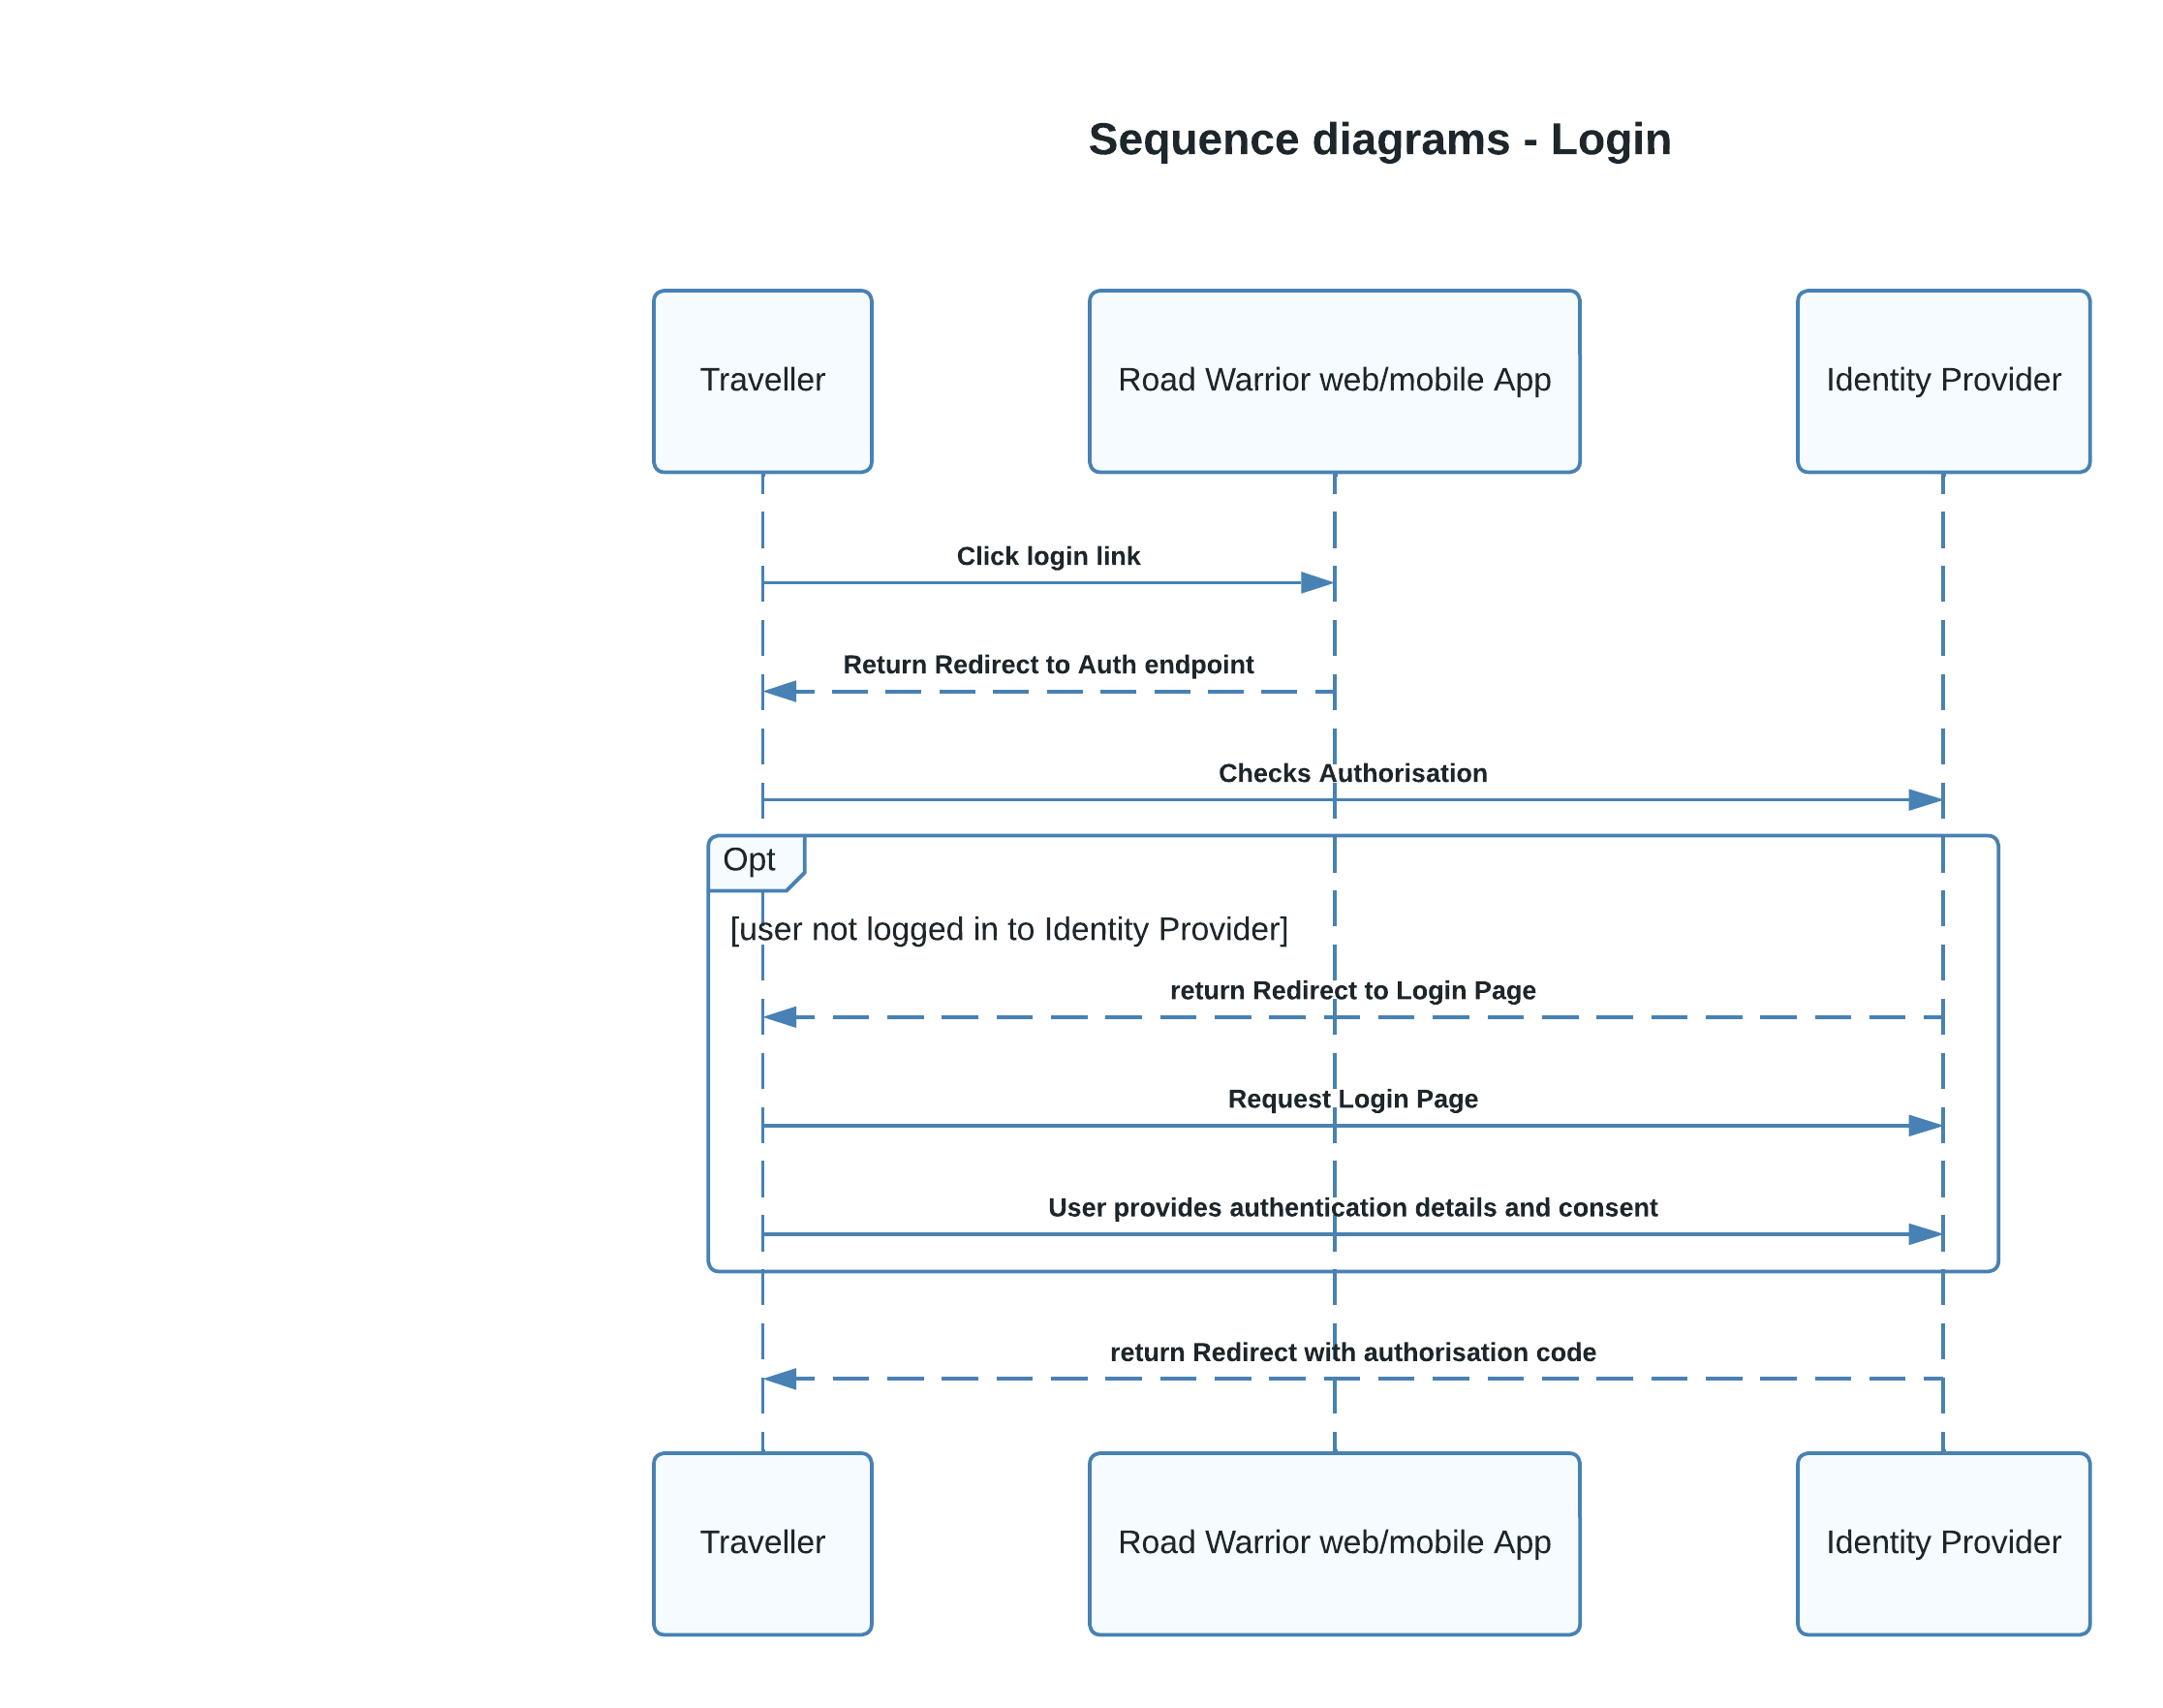 Sequence diagrams - Login
Traveller
Road Warrior web/mobile App
Identity Provider
Click login link
Return Redirect to Auth endpoint
Checks Authorisation
Opt
[user not logged in to Identity Provider]
return Redirect to Login Page
Request Login Page
User provides authentication details and consent
return Redirect with authorisation code
Traveller
Road Warrior web/mobile App
Identity Provider